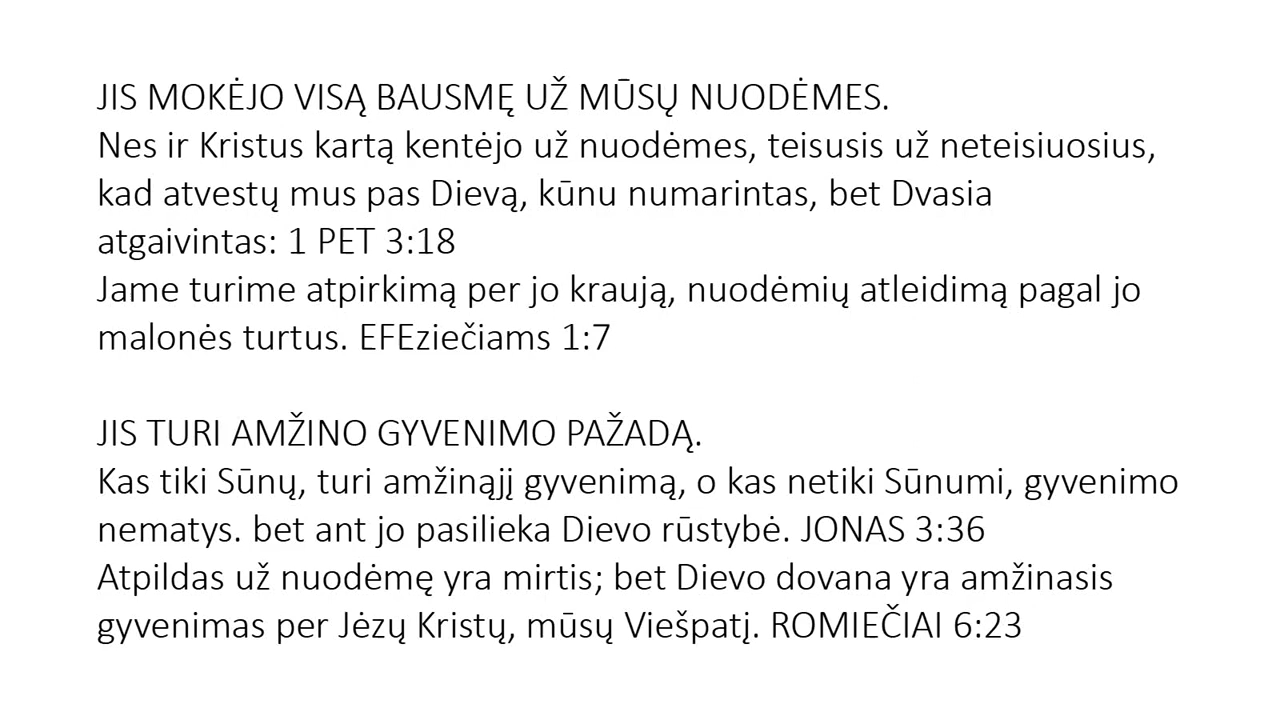 JIS MOKĖJO VISĄ BAUSMĘ UŽ MŪSŲ NUODĖMES.
Nes ir Kristus kartą kentėjo už nuodėmes, teisusis už neteisiuosius,
kad atvestų mus pas Dievą, kūnu numarintas, bet Dvasia
atgaivintas: 1 PET 3:18
Jame turime atpirkimą per jo kraują, nuodėmių atleidimą pagal jo
malonės turtus. EFEziečiams 1:7
JIS TURI AMŽINO GYVENIMO PAŽADĄ.
Kas tiki Sūnų, turi amžinąjį gyvenimą, o kas netiki Sūnumi, gyvenimo
nematys. bet ant jo pasilieka Dievo rūstybė. JONAS 3:36
Atpildas už nuodėmę yra mirtis; bet Dievo dovana yra amžinasis
gyvenimas per Jėzų Kristų, mūsų Viešpatį. ROMIEČIAI 6:23